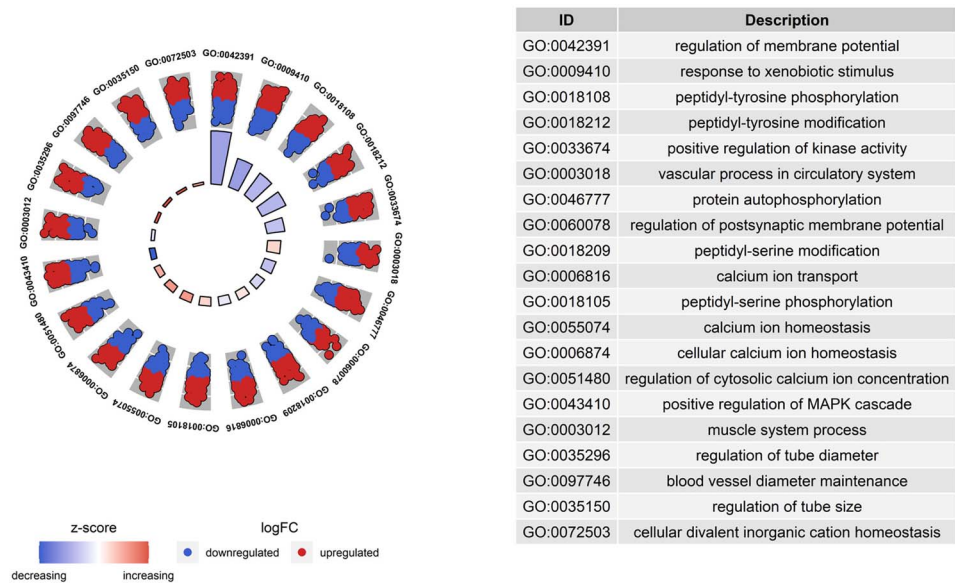 GO:0042391
GO:0009410
GO:0018108
GO:0018212
GO:0033674
GO:0003018
GO:0046777
GO:0060078
GO:0018209
GO:0006816
GO:0018105
GO:0055074
GO:0006874
GO:0051480
GO:0043410
GO:0003012
GO:0035296
GO:0097746
GO:0035150
GO:0072503
z-score
decreasing increasing
logFC
downregulated upregulated
ID Description
GO:0042391 regulation of membrane potential
GO:0009410 response to xenobiotic stimulus
GO:0018108 peptidyl-tyrosine phosphorylation
GO:0018212 peptidyl-tyrosine modification
GO:0033674 positive regulation of kinase activity
GO:0003018 vascular process in circulatory system
GO:0046777 protein autophosphorylation
GO:0060078 regulation of postsynaptic membrane potential
GO:0018209 peptidyl-serine modification
GO:0006816 calcium ion transport
GO:0018105 peptidyl-serine phosphorylation
GO:0055074 calcium ion homeostasis
GO:0006874 cellular calcium ion homeostasis
GO:0051480 regulation of cytosolic calcium ion concentration
GO:0043410 positive regulation of MAPK cascade
GO:0003012 muscle system process
GO:0035296 regulation of tube diameter
GO:0097746 blood vessel diameter maintenance
GO:0035150 regulation of tube size
GO:0072503 cellular divalent inorganic cation homeostasis